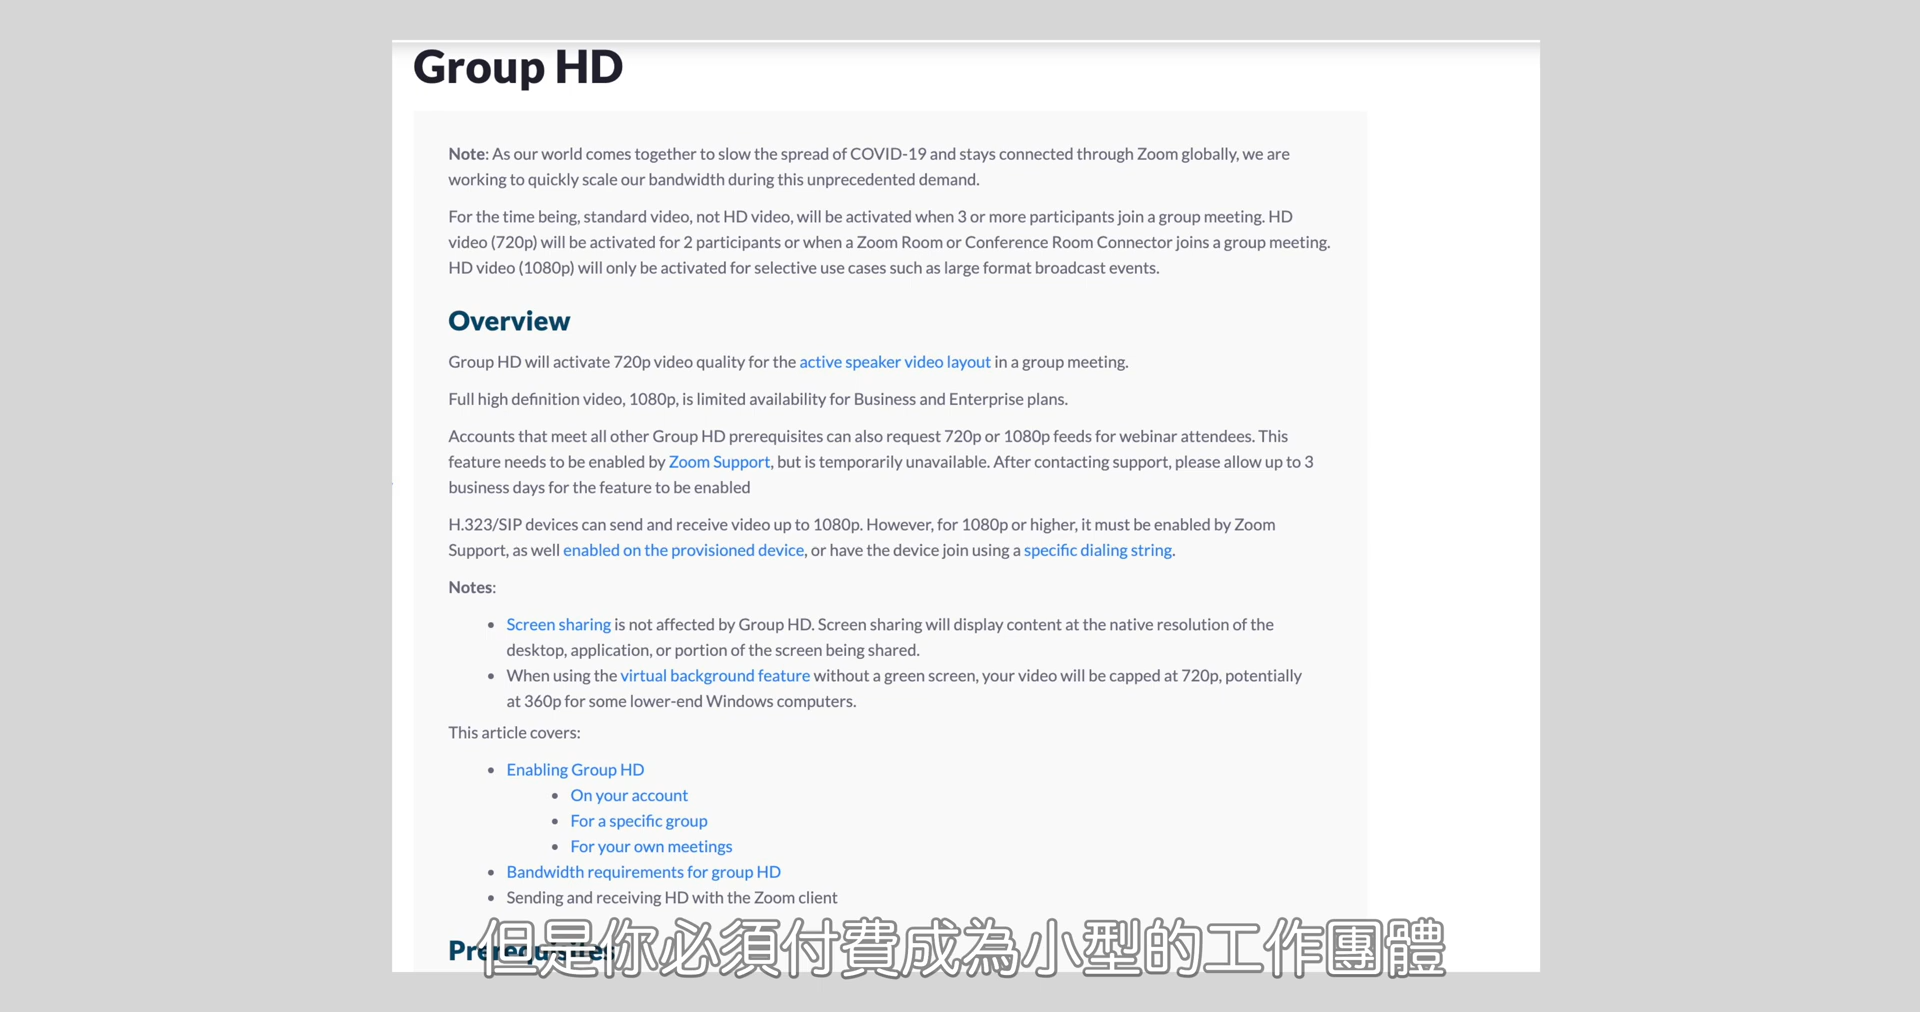 Group HD
Note: As our world comes together to slow the spread of COVID-19 and stays connected through Zoom globally, we are
working to quickly scale our bandwidth during this unprecedented demand.
For the time being, standard video, not HD video, will be activated when 3 or more participants join a group meeting. HD
video (720p) will be activated for 2 participants or when a Zoom Room or Conference Room Connector joins a group meeting.
HD video (1080p) will only be activated for selective use cases such as large format broadcast events.
Overview
Group HD will activate 720p video quality for the active speaker video layout in a group meeting.
Full high definition video, 1080p, is limited availability for Business and Enterprise plans.
Accounts that meet all other Group HD prerequisites can also request 720p or 1080p feeds for webinar attendees. This
feature needs to be enabled by Zoom Support, but is temporarily unavailable. After contacting support, please allow up to 3
business days for the feature to be enabled
H.323/SIP devices can send and receive video up to 1080p. However, for 1080p or higher, it must be enabled by Zoom
Support, as well enabled on the provisioned device, or have the device join using a specific dialing string.
Notes:
• Screen sharing is not affected by Group HD. Screen sharing will display content at the native resolution of the
desktop, application, or portion of the screen being shared.
• When using the virtual background feature without a green screen, your video will be capped at 720p, potentially
at 360p for some lower-end Windows computers.
This article covers:
• Enabling Group HD
• On your account
• For a specific group
• For your own meetings
• Bandwidth requirements for group HD
• Sending and receiving HD with the Zoom client
Prerequisites
但是你必須付費成為小型的工作團體